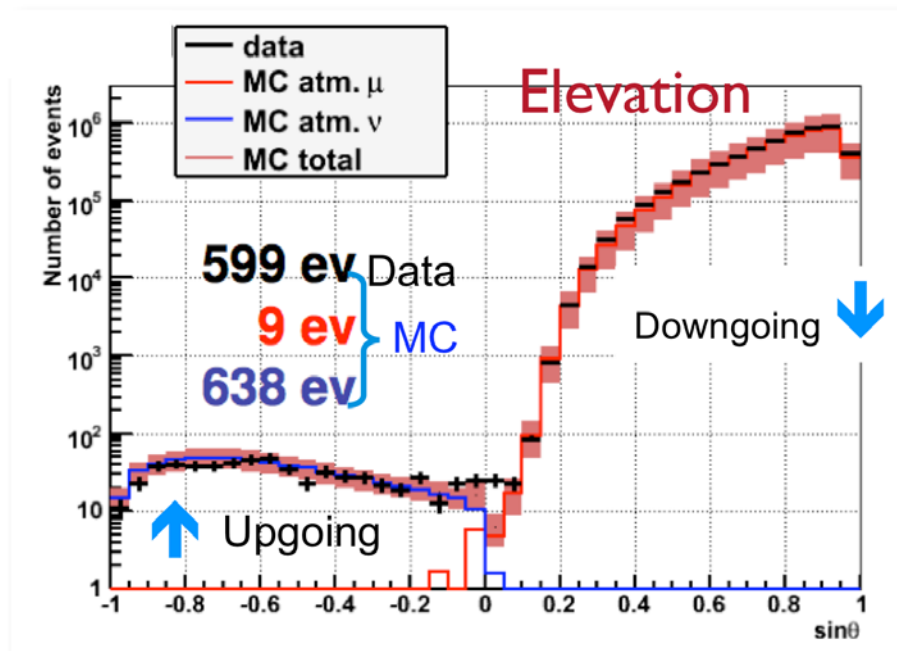 data
MC atm. μ
MC atm. ν
MC total
Elevation
Number of events
10⁶
10⁵
10⁴
10³
10²
10
1
599 ev Data
9 ev
MC
638 ev
Downgoing
Upgoing
-1 -0.8 -0.6 -0.4 -0.2 0 0.2 0.4 0.6 0.8 1
sinθ